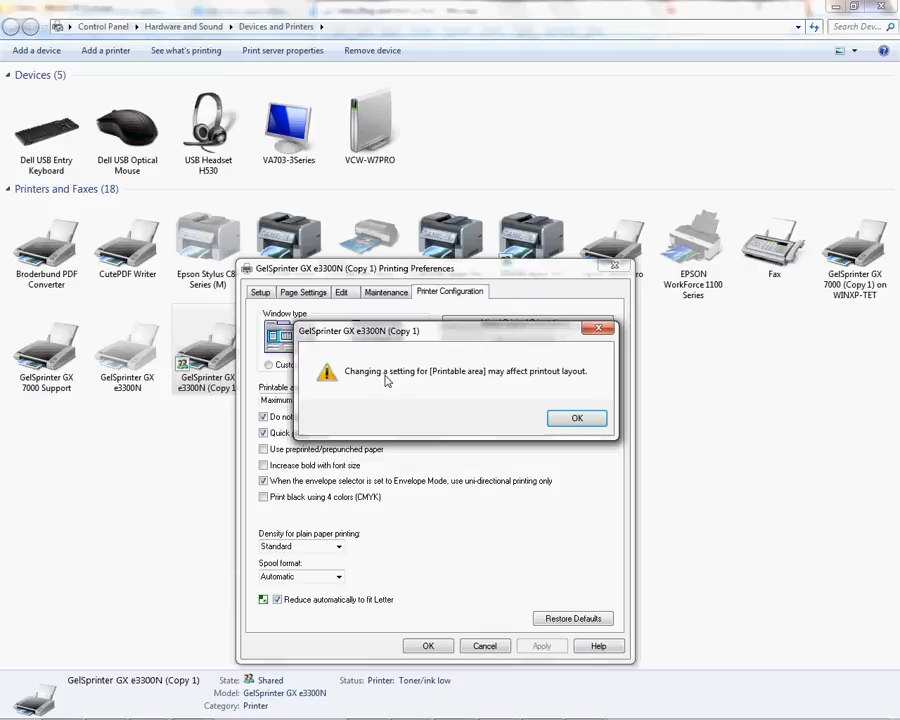 Control Panel
Hardware and Sound
Devices and Printers
Search Dev...
Add a device
Add a printer
See what's printing
Print server properties
Remove device
Devices (5)
Dell USB Entry
Keyboard
Dell USB Optical
Mouse
USB Headset
H530
VA703-3Series
VCW-W7PRO
Printers and Faxes (18)
Broderbund PDF
Converter
CutePDF Writer
Epson Stylus C8
Series (M)
EPSON
WorkForce 1100
Series
Fax
GelSprinter GX
7000 (Copy 1) on
WINXP-TET
GelSprinter GX
7000 Support
GelSprinter GX
e3300N
GelSprinter GX
e3300N (Copy 1
GelSprinter GX e3300N (Copy 1) Printing Preferences
Setup
Page Settings
Edit
Maintenance
Printer Configuration
Window type
GelSprinter GX e3300N (Copy 1)
Changing a setting for [Printable area] may affect printout layout.
OK
Custo
Printable a
Maximum
Do not
Quick
Use preprinted/prepunched paper
Increase bold with font size
When the envelope selector is set to Envelope Mode, use uni-directional printing only
Print black using 4 colors (CMYK)
Density for plain paper printing:
Standard
Spool format:
Automatic
Reduce automatically to fit Letter
Restore Defaults
OK
Cancel
Apply
Help
GelSprinter GX e3300N (Copy 1)
State: Shared
Status: Printer: Toner/ink low
Model: GelSprinter GX e3300N
Category: Printer